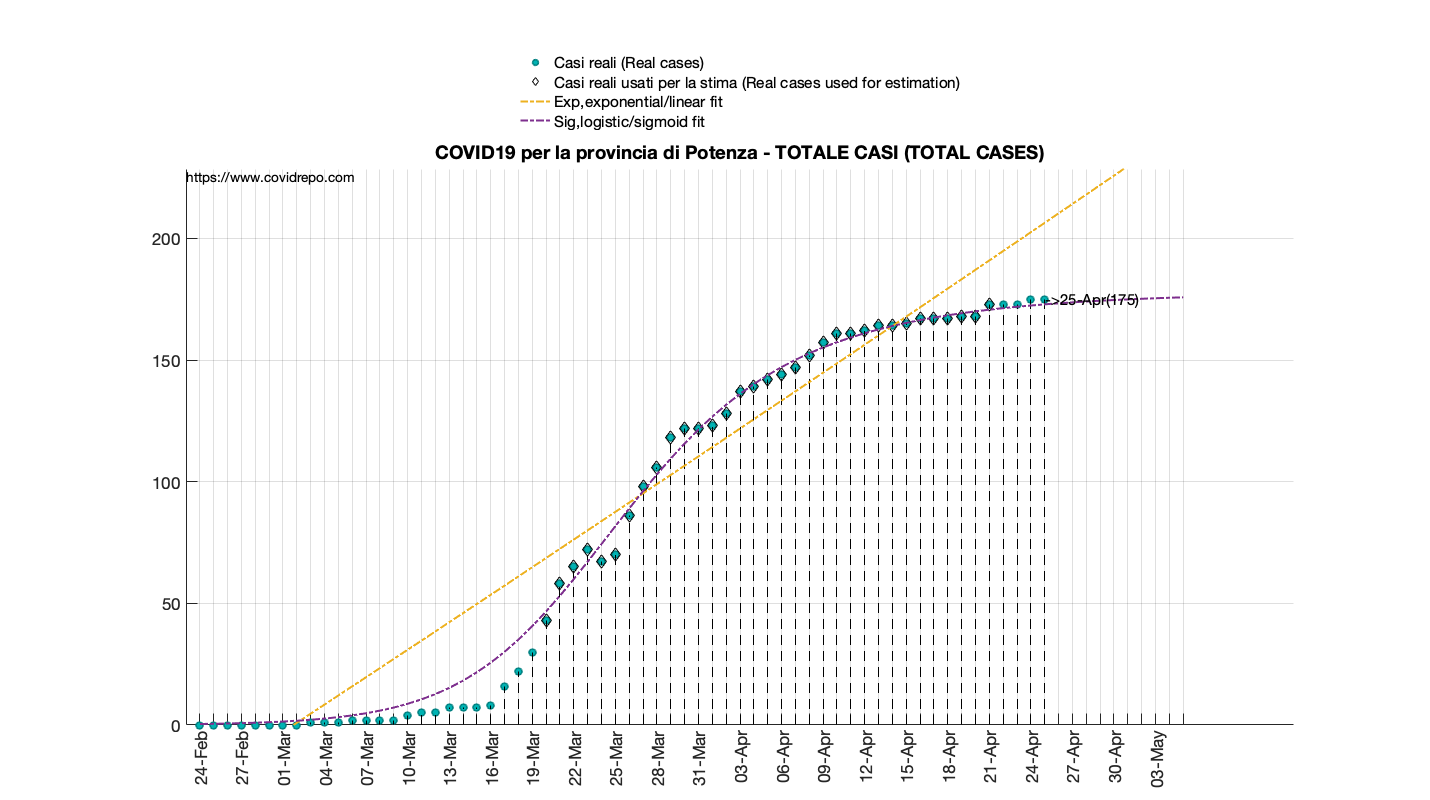 Casi reali (Real cases)
Casi reali usati per la stima (Real cases used for estimation)
Exp,exponential/linear fit
Sig,logistic/sigmoid fit
COVID19 per la provincia di Potenza - TOTALE CASI (TOTAL CASES)
https://www.covidrepo.com
200
150
100
50
0
->25-Apr(175)
24-Feb
27-Feb
01-Mar
04-Mar
07-Mar
10-Mar
13-Mar
16-Mar
19-Mar
22-Mar
25-Mar
28-Mar
31-Mar
03-Apr
06-Apr
09-Apr
12-Apr
15-Apr
18-Apr
21-Apr
24-Apr
27-Apr
30-Apr
03-May